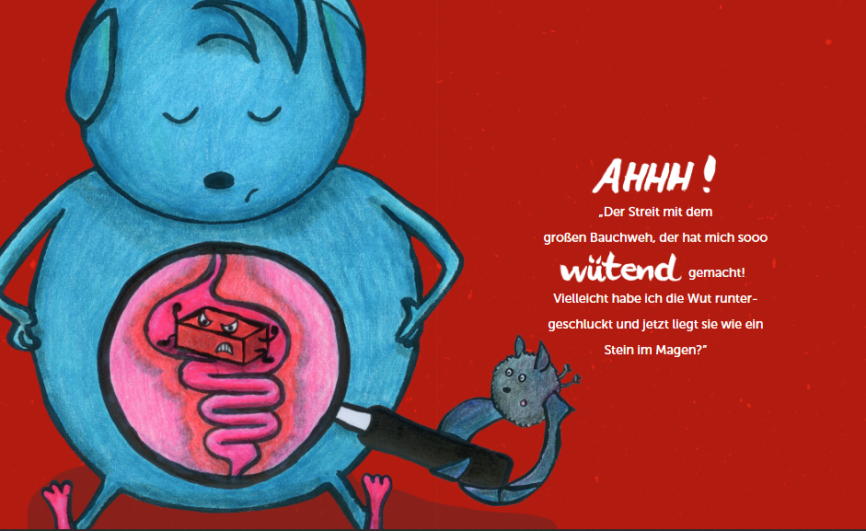 AHHH !
„Der Streit mit dem
großen Bauchweh, der hat mich sooo
wütend gemacht!
Vielleicht habe ich die Wut runter-
geschluckt und jetzt liegt sie wie ein
Stein im Magen?"